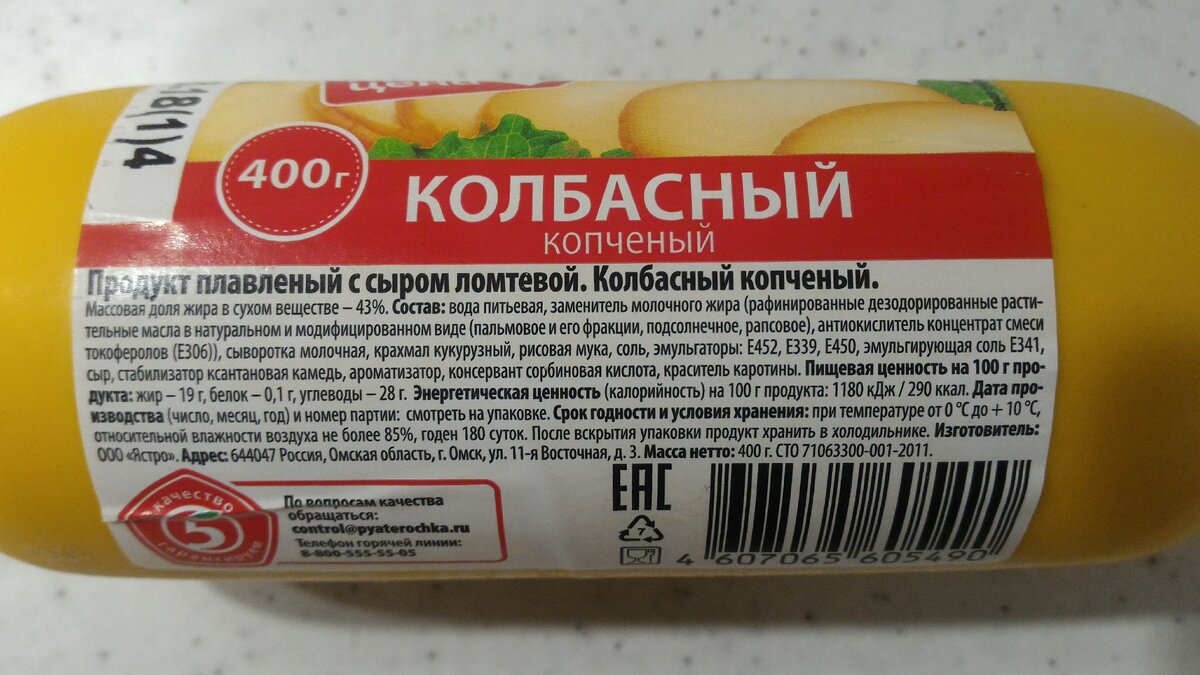 цена
18(1)4
400 г
КОЛБАСНЫЙ
копченый
Продукт плавленый с сыром ломтевой. Колбасный копченый.
Массовая доля жира в сухом веществе – 43%. Состав: вода питьевая, заменитель молочного жира (рафинированные дезодорированные расти-
тельные масла в натуральном и модифицированном виде (пальмовое и его фракции, подсолнечное, рапсовое), антиокислитель концентрат смеси
токоферолов (Е306)), сыворотка молочная, крахмал кукурузный, рисовая мука, соль, эмульгаторы: Е452, Е339, Е450, эмульгирующая соль Е341,
сыр, стабилизатор ксантановая камедь, ароматизатор, консервант сорбиновая кислота, краситель каротины. Пищевая ценность на 100 г про-
дукта: жир – 19 г, белок – 0,1 г, углеводы – 28 г. Энергетическая ценность (калорийность) на 100 г продукта: 1180 кДж / 290 ккал. Дата про-
изводства (число, месяц, год) и номер партии: смотреть на упаковке. Срок годности и условия хранения: при температуре от 0 °С до + 10 °С,
относительной влажности воздуха не более 85%, годен 180 суток. После вскрытия упаковки продукт хранить в холодильнике. Изготовитель:
ООО «Ястро». Адрес: 644047 Россия, Омская область, г. Омск, ул. 11-я Восточная, д. 3. Масса нетто: 400 г. СТО 71063300-001-2011.
качество
5
гарантируем
По вопросам качества
обращаться:
control@pyaterochka.ru
Телефон горячей линии:
8-800-555-55-05
ЕАС
7
4 607065 605490